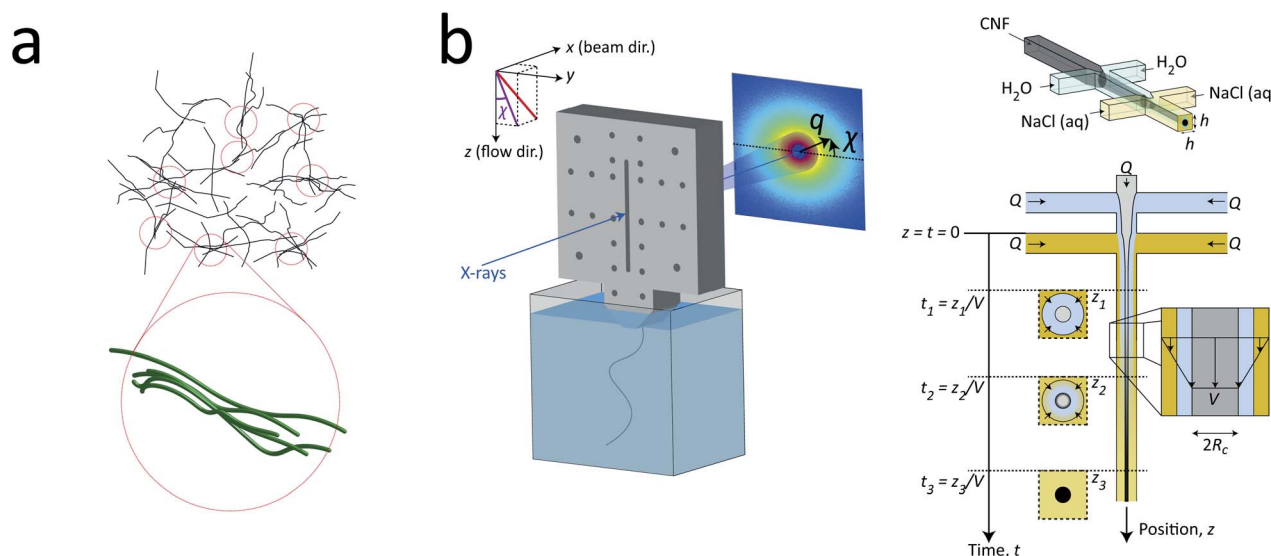 a
b
x (beam dir.)
y
χ
z (flow dir.)
q
χ
X-rays
CNF
H2O
H2O
NaCl (aq
NaCl (aq)
h
h
Q
Q
Q
z = t = 0
Q
Q
t1 = z1/V
z1
t2 = z2/V
z2
V
2Rc
t3 = z3/V
z3
Position, z
Time, t